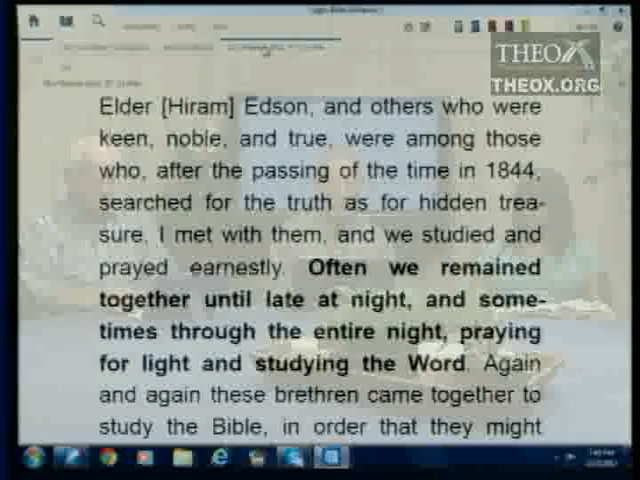 THEOX
THEOX.ORG
Elder [Hiram] Edson, and others who were
keen, noble, and true, were among those
who, after the passing of the time in 1844,
searched for the truth as for hidden trea-
sure. I met with them, and we studied and
prayed earnestly. Often we remained
together until late at night, and some-
times through the entire night, praying
for light and studying the Word. Again
and again these brethren came together to
study the Bible, in order that they might